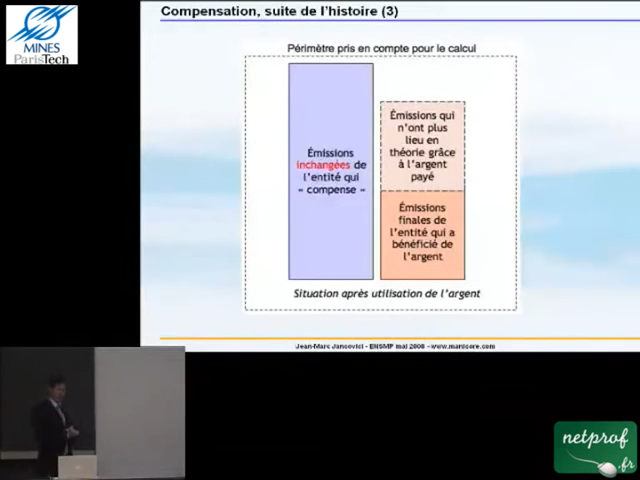 Compensation, suite de l'histoire (3)
MINES
ParisTech
Périmètre pris en compte pour le calcul
Émissions
inchangées de
l'entité qui
« compense »
Émissions qui
n'ont plus
lieu en
théorie grâce
à l'argent
payé
Émissions
finales de
l'entité qui a
bénéficié de
l'argent
Situation après utilisation de l'argent
Jean-Marc Jancovici - ENSMP mai 2008 - www.manicore.com
netprof
.fr